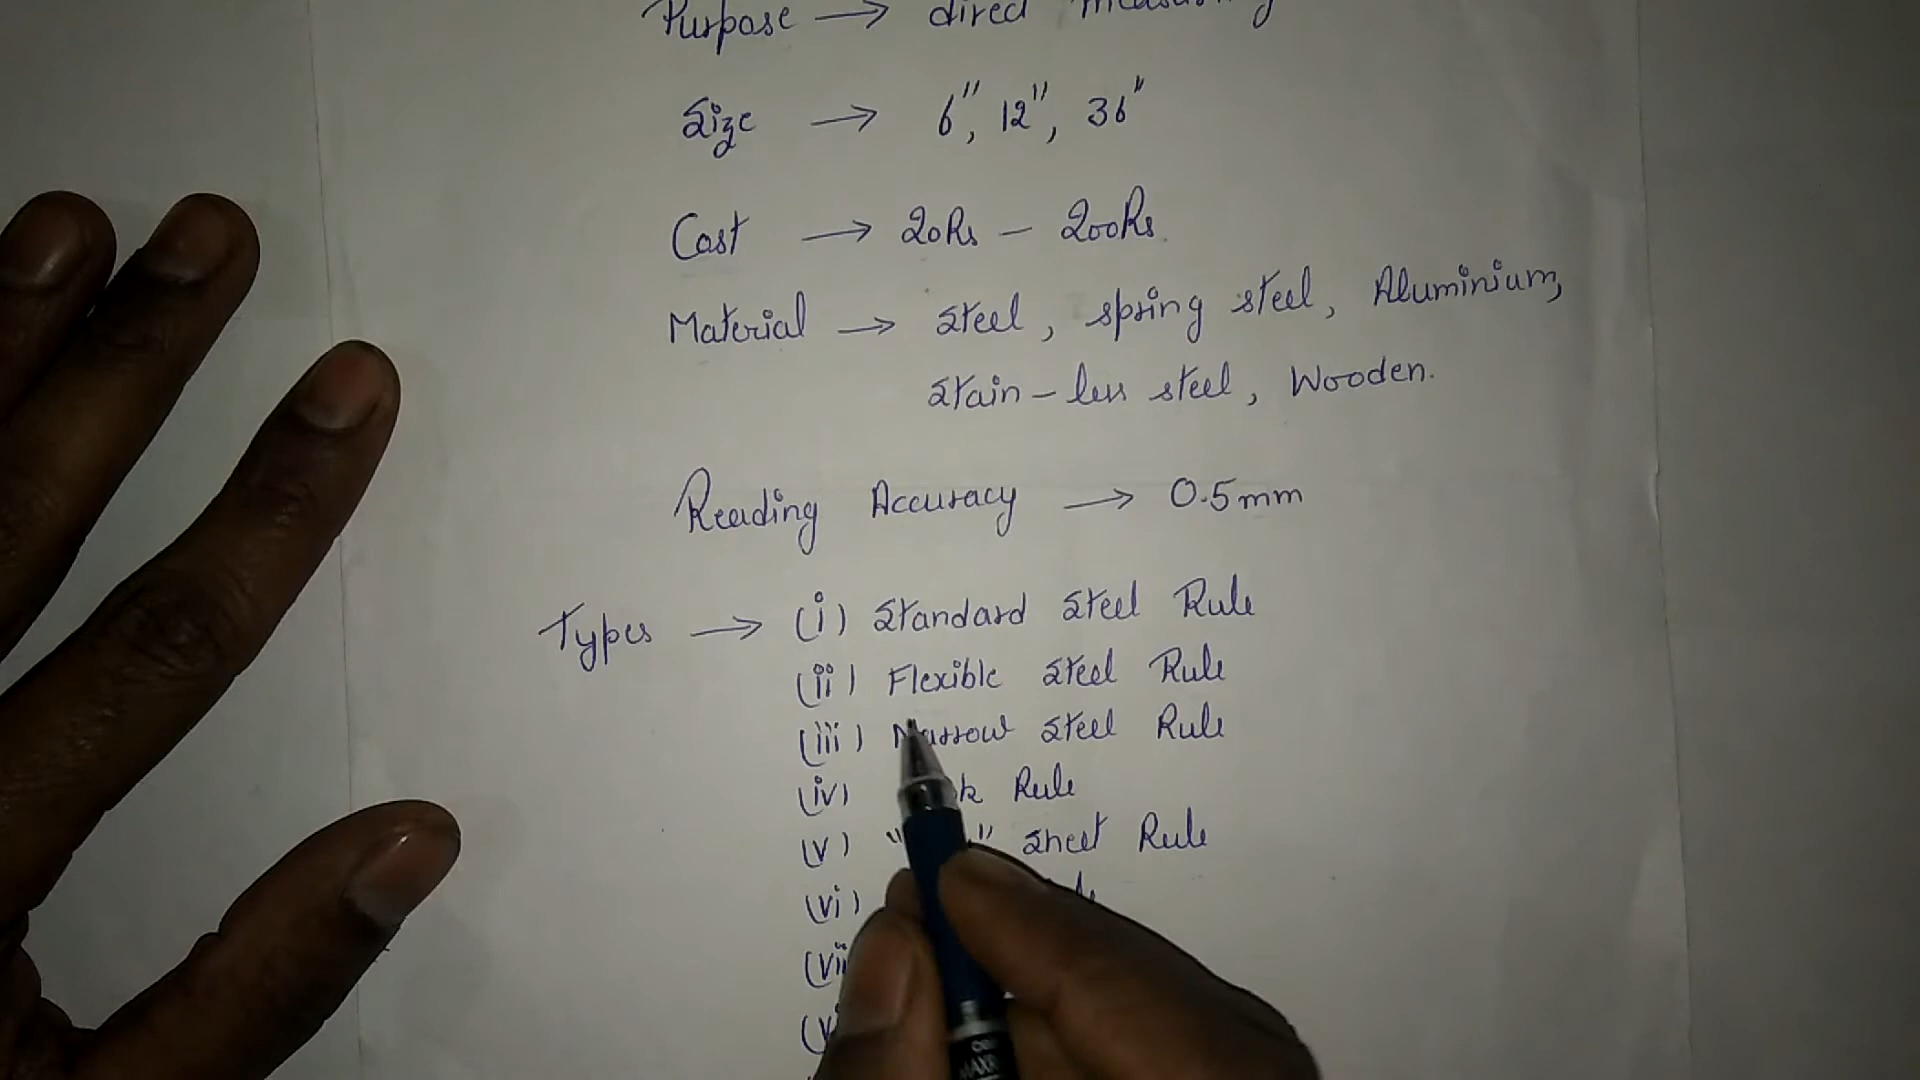 Purpose → direct measuring
Size → 6", 12", 36"
Cost → 20Rs – 200Rs.
Material → Steel, spring steel, Aluminium,
Stain-less steel, Wooden.
Reading Accuracy → 0.5mm
Types → (i) Standard Steel Rule
(ii) Flexible Steel Rule
(iii) Narrow Steel Rule
(iv) Rule
(v) Sheet Rule
(vi)